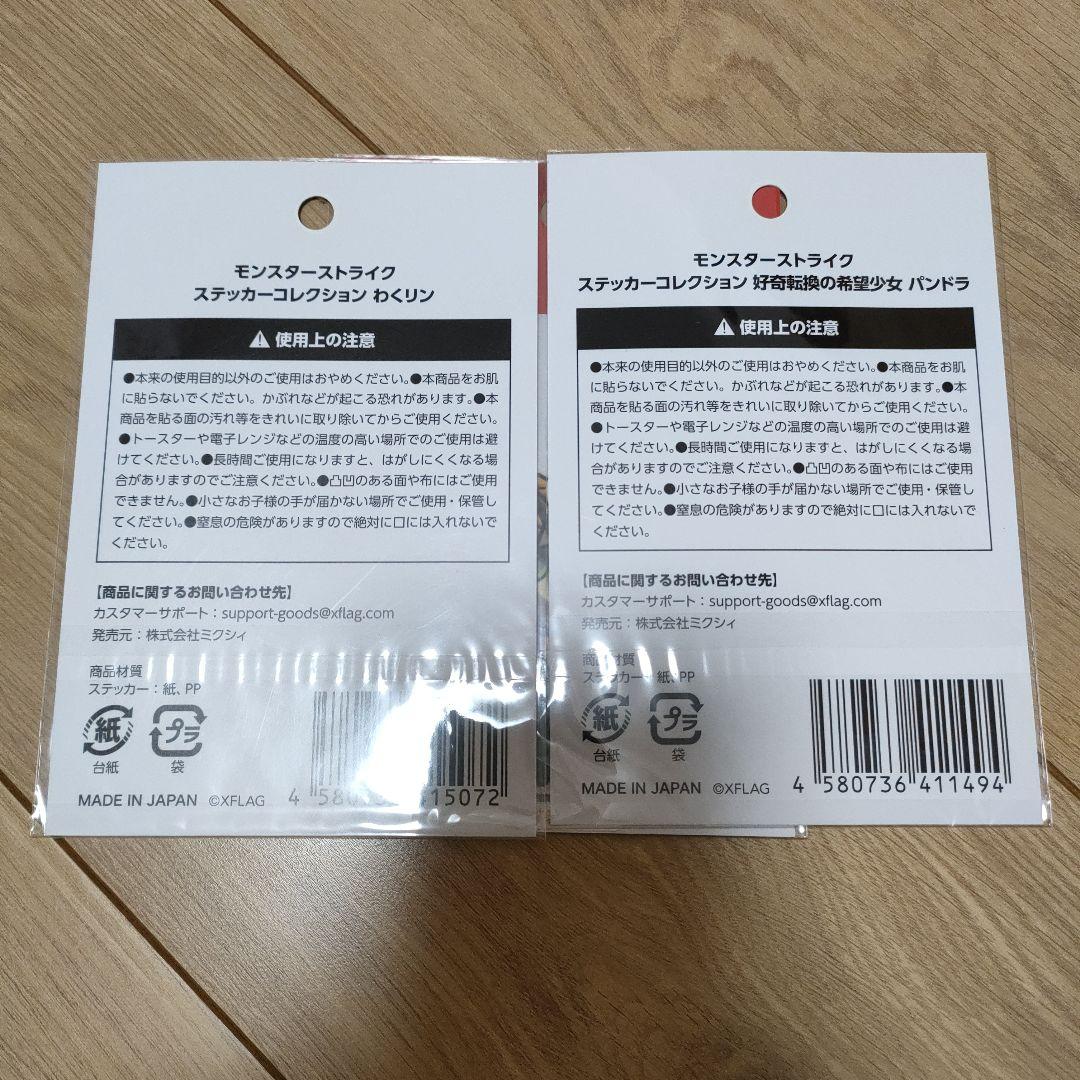 モンスターストライク
ステッカーコレクション わくリン
⚠ 使用上の注意
●本来の使用目的以外のご使用はおやめください。●本商品をお肌
に貼らないでください。かぶれなどが起こる恐れがあります。●本
商品を貼る面の汚れ等をきれいに取り除いてからご使用ください。
●トースターや電子レンジなどの温度の高い場所でのご使用は避
けてください。●長時間ご使用になりますと、はがしにくくなる場
合がありますのでご注意ください。●凸凹のある面や布にはご使用
できません。●小さなお子様の手が届かない場所でご使用・保管し
てください。●窒息の危険がありますので絶対に口には入れないで
ください。
【商品に関するお問い合わせ先】
カスタマーサポート：support-goods@xflag.com
発売元：株式会社ミクシィ
商品材質
ステッカー：紙、PP
紙
プラ
台紙
袋
MADE IN JAPAN ©XFLAG
4 15072
モンスターストライク
ステッカーコレクション 好奇転換の希望少女 パンドラ
⚠ 使用上の注意
●本来の使用目的以外のご使用はおやめください。●本商品をお肌
に貼らないでください。かぶれなどが起こる恐れがあります。●本
商品を貼る面の汚れ等をきれいに取り除いてからご使用ください。
●トースターや電子レンジなどの温度の高い場所でのご使用は避
けてください。●長時間ご使用になりますと、はがしにくくなる場
合がありますのでご注意ください。●凸凹のある面や布にはご使用
できません。●小さなお子様の手が届かない場所でご使用・保管し
てください。●窒息の危険がありますので絶対に口には入れないで
ください。
【商品に関するお問い合わせ先】
カスタマーサポート：support-goods@xflag.com
発売元：株式会社ミクシィ
商品材質
ステッカー：紙、PP
紙
プラ
台紙
袋
MADE IN JAPAN ©XFLAG
4 580736 411494